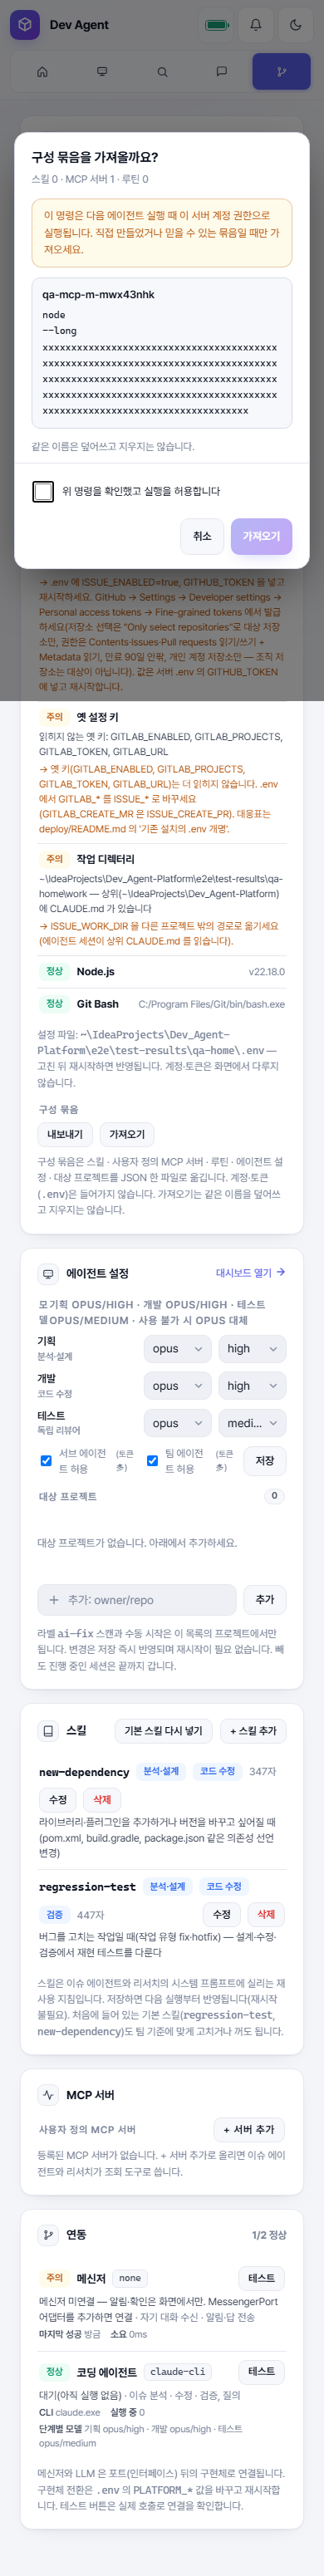 Dev Agent
구성 묶음을 가져올까요?
스킬 0 · MCP 서버 1 · 루틴 0
이 명령은 다음 에이전트 실행 때 이 서버 계정 권한으로
실행됩니다. 직접 만들었거나 믿을 수 있는 묶음일 때만 가
져오세요.
qa-mcp-m-mwx43nhk
node
--long
xxxxxxxxxxxxxxxxxxxxxxxxxxxxxxxxxxxxxxxx
xxxxxxxxxxxxxxxxxxxxxxxxxxxxxxxxxxxxxxxx
xxxxxxxxxxxxxxxxxxxxxxxxxxxxxxxxxxxxxxxx
xxxxxxxxxxxxxxxxxxxxxxxxxxxxxxxxxxxxxxxx
xxxxxxxxxxxxxxxxxxxxxxxxxxxxxxxxxxx
같은 이름은 덮어쓰고 지우지는 않습니다.
위 명령을 확인했고 실행을 허용합니다
취소 가져오기
→ .env 에 ISSUE_ENABLED=true, GITHUB_TOKEN 을 넣고
재시작하세요. GitHub → Settings → Developer settings →
Personal access tokens → Fine-grained tokens 에서 발급
하세요(저장소 선택은 "Only select repositories"로 대상 저장
소만, 권한은 Contents·Issues·Pull requests 읽기/쓰기 +
Metadata 읽기, 만료 90일 안팎, 개인 계정 저장소만 — 조직 저
장소는 대상이 아닙니다). 값은 서버 .env 의 GITHUB_TOKEN
에 넣고 재시작합니다.
주의 옛 설정 키
읽히지 않는 옛 키: GITLAB_ENABLED, GITLAB_PROJECTS,
GITLAB_TOKEN, GITLAB_URL
→ 옛 키(GITLAB_ENABLED, GITLAB_PROJECTS,
GITLAB_TOKEN, GITLAB_URL)는 더 읽히지 않습니다. .env
에서 GITLAB_* 를 ISSUE_* 로 바꾸세요
(GITLAB_CREATE_MR 은 ISSUE_CREATE_PR). 대응표는
deploy/README.md 의 '기존 설치의 .env 개명'.
주의 작업 디렉터리
~\IdeaProjects\Dev_Agent-Platform\e2e\test-results\qa-
home\work — 상위(~\IdeaProjects\Dev_Agent-Platform)
에 CLAUDE.md 가 있습니다
→ ISSUE_WORK_DIR 을 다른 프로젝트 밖의 경로로 옮기세요
(에이전트 세션이 상위 CLAUDE.md 를 읽습니다).
정상 Node.js v22.18.0
정상 Git Bash C:/Program Files/Git/bin/bash.exe
설정 파일: ~\IdeaProjects\Dev_Agent-
Platform\e2e\test-results\qa-home\.env —
고친 뒤 재시작하면 반영됩니다. 계정·토큰은 화면에서 다루지
않습니다.
구성 묶음
내보내기 가져오기
구성 묶음은 스킬 · 사용자 정의 MCP 서버 · 루틴 · 에이전트 설
정 · 대상 프로젝트를 JSON 한 파일로 옮깁니다. 계정·토큰
(.env)은 들어가지 않습니다. 가져오기는 같은 이름을 덮어쓰
고 지우지는 않습니다.
에이전트 설정 대시보드 열기 →
모 기획 OPUS/HIGH · 개발 OPUS/HIGH · 테스트
델 OPUS/MEDIUM · 사용 불가 시 OPUS 대체
기획
분석·설계
opus high
개발
코드 수정
opus high
테스트
독립 리뷰어
opus medi...
서브 에이전트 허용 (토큰 多) 팀 에이전트 허용 (토큰 多) 저장
대상 프로젝트 0
대상 프로젝트가 없습니다. 아래에서 추가하세요.
추가: owner/repo 추가
라벨 ai-fix 스캔과 수동 시작은 이 목록의 프로젝트에서만
됩니다. 변경은 저장 즉시 반영되며 재시작이 필요 없습니다. 빼
도 진행 중인 세션은 끝까지 갑니다.
스킬 기본 스킬 다시 넣기 + 스킬 추가
new-dependency 분석·설계 코드 수정 347자
수정 삭제
라이브러리·플러그인을 추가하거나 버전을 바꾸고 싶어질 때
(pom.xml, build.gradle, package.json 같은 의존성 선언
변경)
regression-test 분석·설계 코드 수정
검증 447자 수정 삭제
버그를 고치는 작업일 때(작업 유형 fix·hotfix) — 설계·수정·
검증에서 재현 테스트를 다룬다
스킬은 이슈 에이전트와 리서치의 시스템 프롬프트에 실리는 재
사용 지침입니다. 저장하면 다음 실행부터 반영됩니다(재시작
불필요). 처음에 들어 있는 기본 스킬(regression-test,
new-dependency)도 팀 기준에 맞게 고치거나 꺼도 됩니다.
MCP 서버
사용자 정의 MCP 서버 + 서버 추가
등록된 MCP 서버가 없습니다. + 서버 추가로 올리면 이슈 에이
전트와 리서치가 조회 도구로 씁니다.
연동 1/2 정상
주의 메신저 none 테스트
메신저 미연결 — 알림·확인은 화면에서만. MessengerPort
어댑터를 추가하면 연결 · 자기 대화 수신 · 알림·답 전송
마지막 성공 방금 소요 0ms
정상 코딩 에이전트 claude-cli 테스트
대기(아직 실행 없음) · 이슈 분석 · 수정 · 검증, 질의
CLI claude.exe 실행 중 0
단계별 모델 기획 opus/high · 개발 opus/high · 테스트
opus/medium
메신저와 LLM 은 포트(인터페이스) 뒤의 구현체로 연결됩니다.
구현체 전환은 .env 의 PLATFORM_* 값을 바꾸고 재시작합니
다. 테스트 버튼은 실제 호출로 연결을 확인합니다.